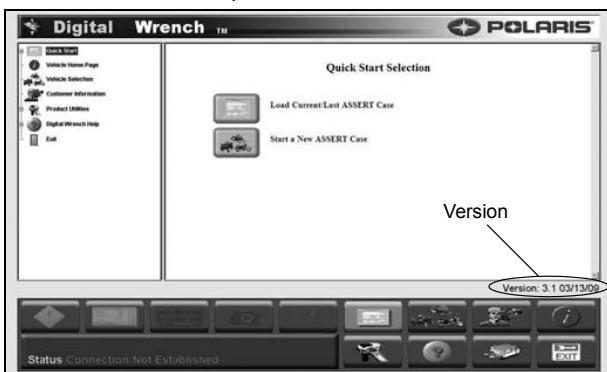 Digital Wrench TM
POLARIS
Quick Start
Vehicle Home Page
Vehicle Selection
Customer Information
Product Utilities
Digital Wrench Help
Exit
Quick Start Selection
Load Current/Last ASSERT Case
Start a New ASSERT Case
Version
Version: 3.1 03/13/09
Status Connection Not Established
EXIT